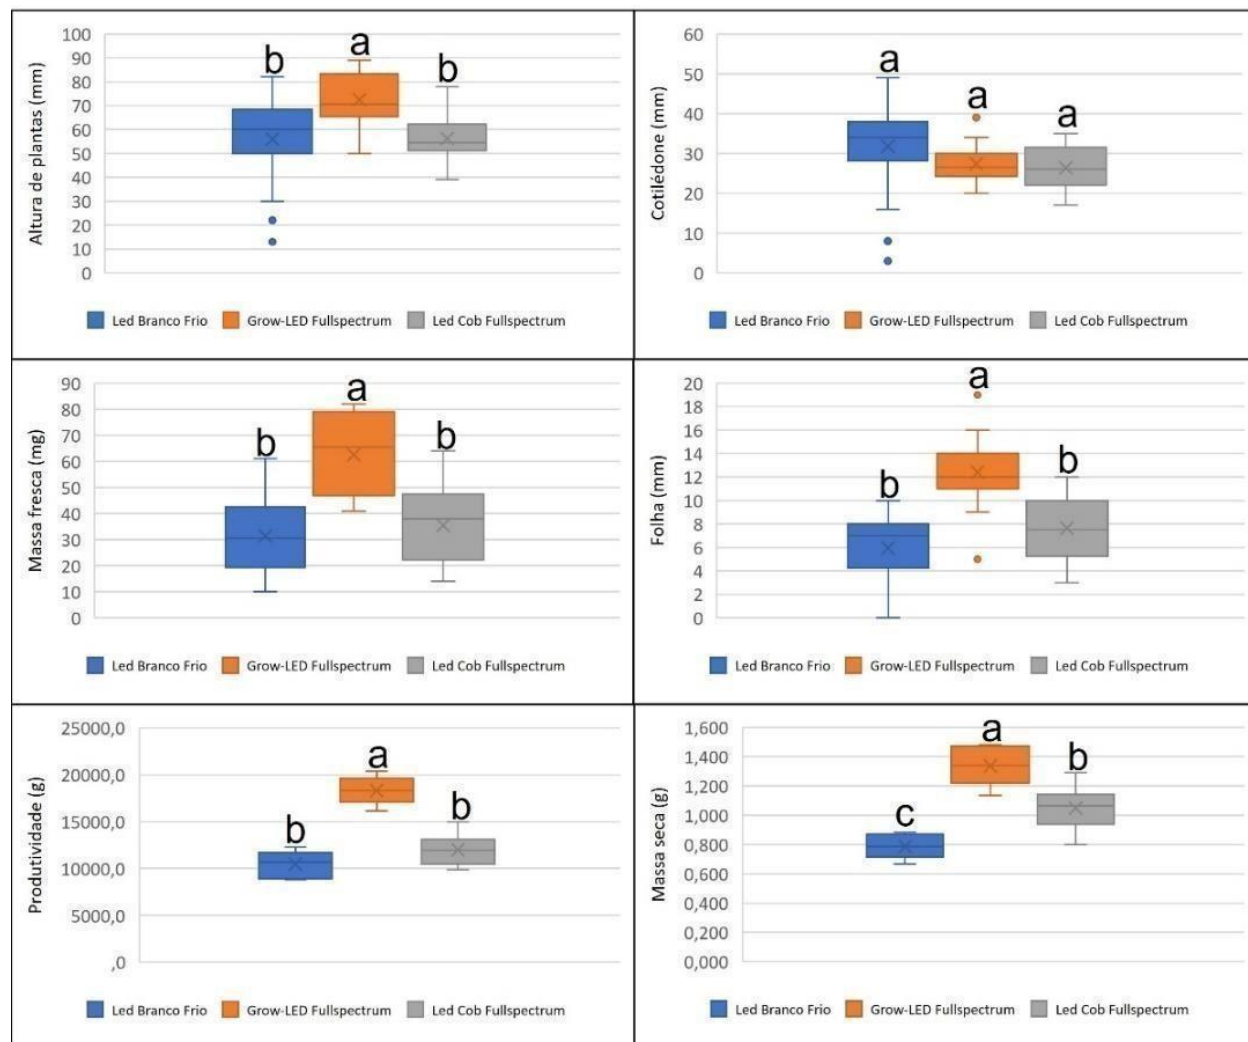 Altura de plantas (mm)
100
90
80
70
60
50
40
30
20
10
0
b
a
b
Led Branco Frio Grow-LED Fullspectrum Led Cob Fullspectrum
Cotilédone (mm)
60
50
40
30
20
10
0
a
a
a
Led Branco Frio Grow-LED Fullspectrum Led Cob Fullspectrum
Massa fresca (mg)
90
80
70
60
50
40
30
20
10
0
b
a
b
Led Branco Frio Grow-LED Fullspectrum Led Cob Fullspectrum
Folha (mm)
20
18
16
14
12
10
8
6
4
2
0
b
a
b
Led Branco Frio Grow-LED Fullspectrum Led Cob Fullspectrum
Produtividade (g)
25000,0
20000,0
15000,0
10000,0
5000,0
,0
b
a
b
Led Branco Frio Grow-LED Fullspectrum Led Cob Fullspectrum
Massa seca (g)
1,600
1,400
1,200
1,000
0,800
0,600
0,400
0,200
0,000
c
a
b
Led Branco Frio Grow-LED Fullspectrum Led Cob Fullspectrum